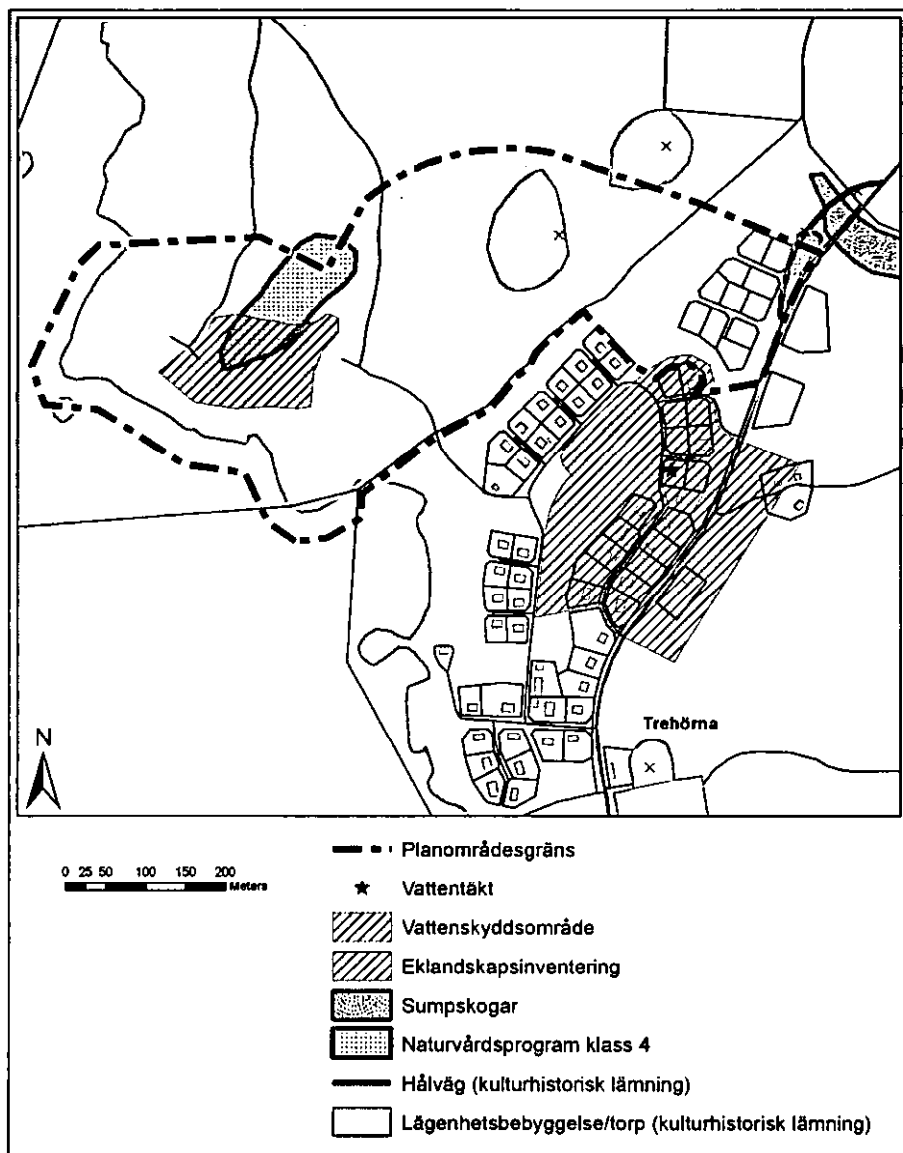 Trehörna
N
0 25 50 100 150 200
Meters
Planområdesgräns
Vattentäkt
Vattenskyddsområde
Eklandskapsinventering
Sumpskogar
Naturvårdsprogram klass 4
Hålväg (kulturhistorisk lämning)
Lägenhetsbebyggelse/torp (kulturhistorisk lämning)